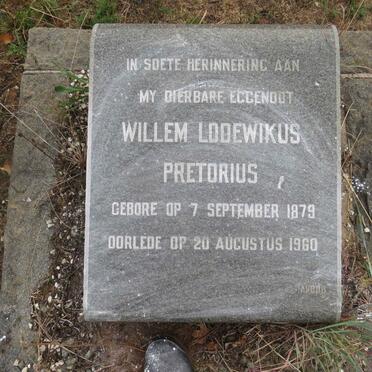 IN SOETE HERINNERING AAN
MY DIERBARE EGGENOOT
WILLEM LODEWIKUS
PRETORIUS
GEBORE OP 7 SEPTEMBER 1879
OORLEDE OP 20 AUGUSTUS 1960